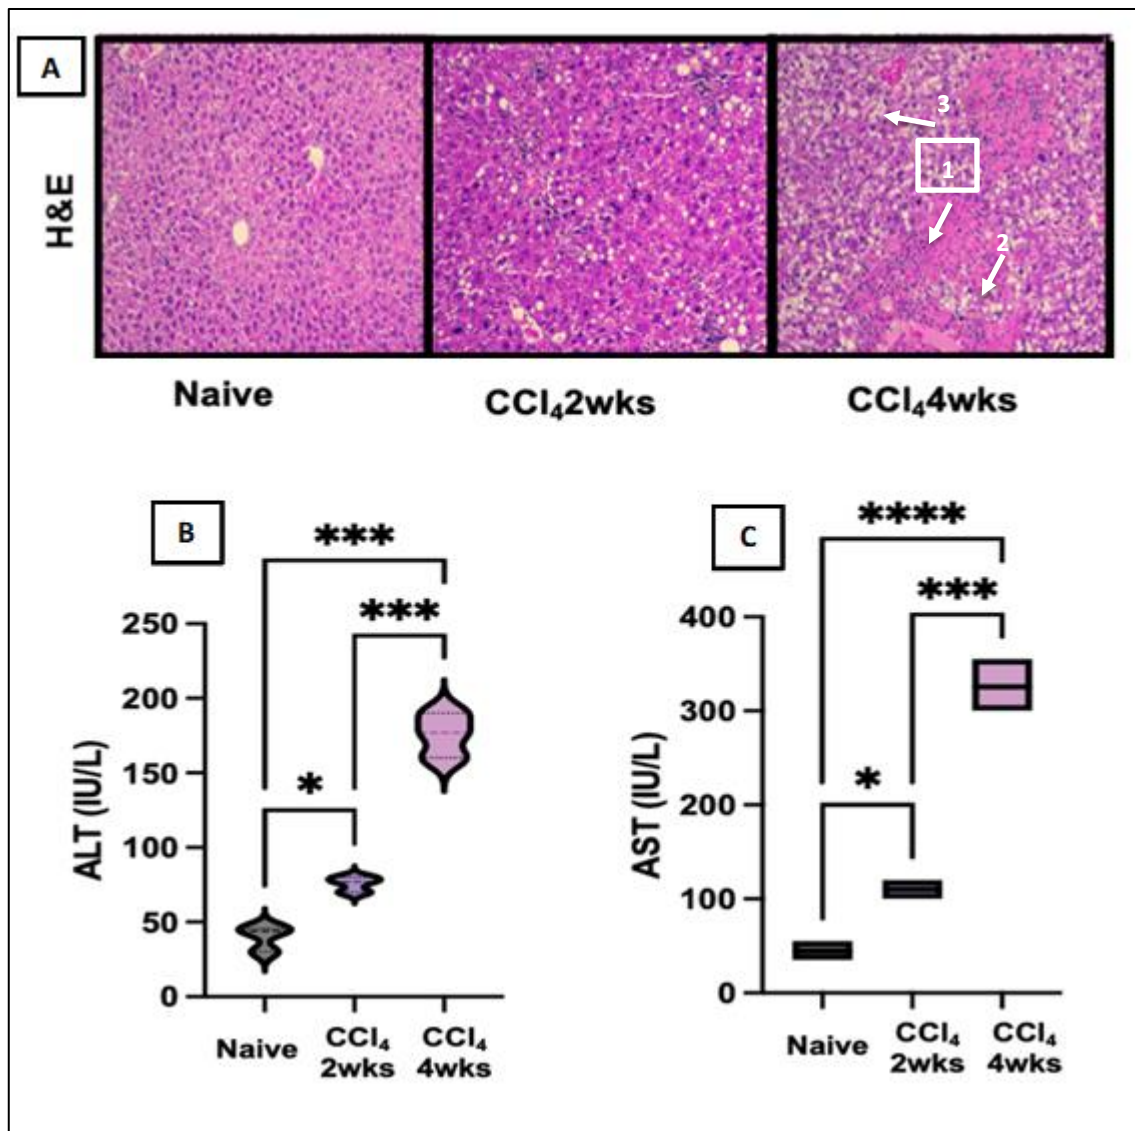 A
H&E
3
1
2
Naive
CCl₄2wks
CCl₄4wks
B
***
***
*
ALT (IU/L)
250
200
150
100
50
0
Naive
CCl₄
2wks
CCl₄
4wks
C
****
***
*
AST (IU/L)
400
300
200
100
0
Naive
CCl₄
2wks
CCl₄
4wks